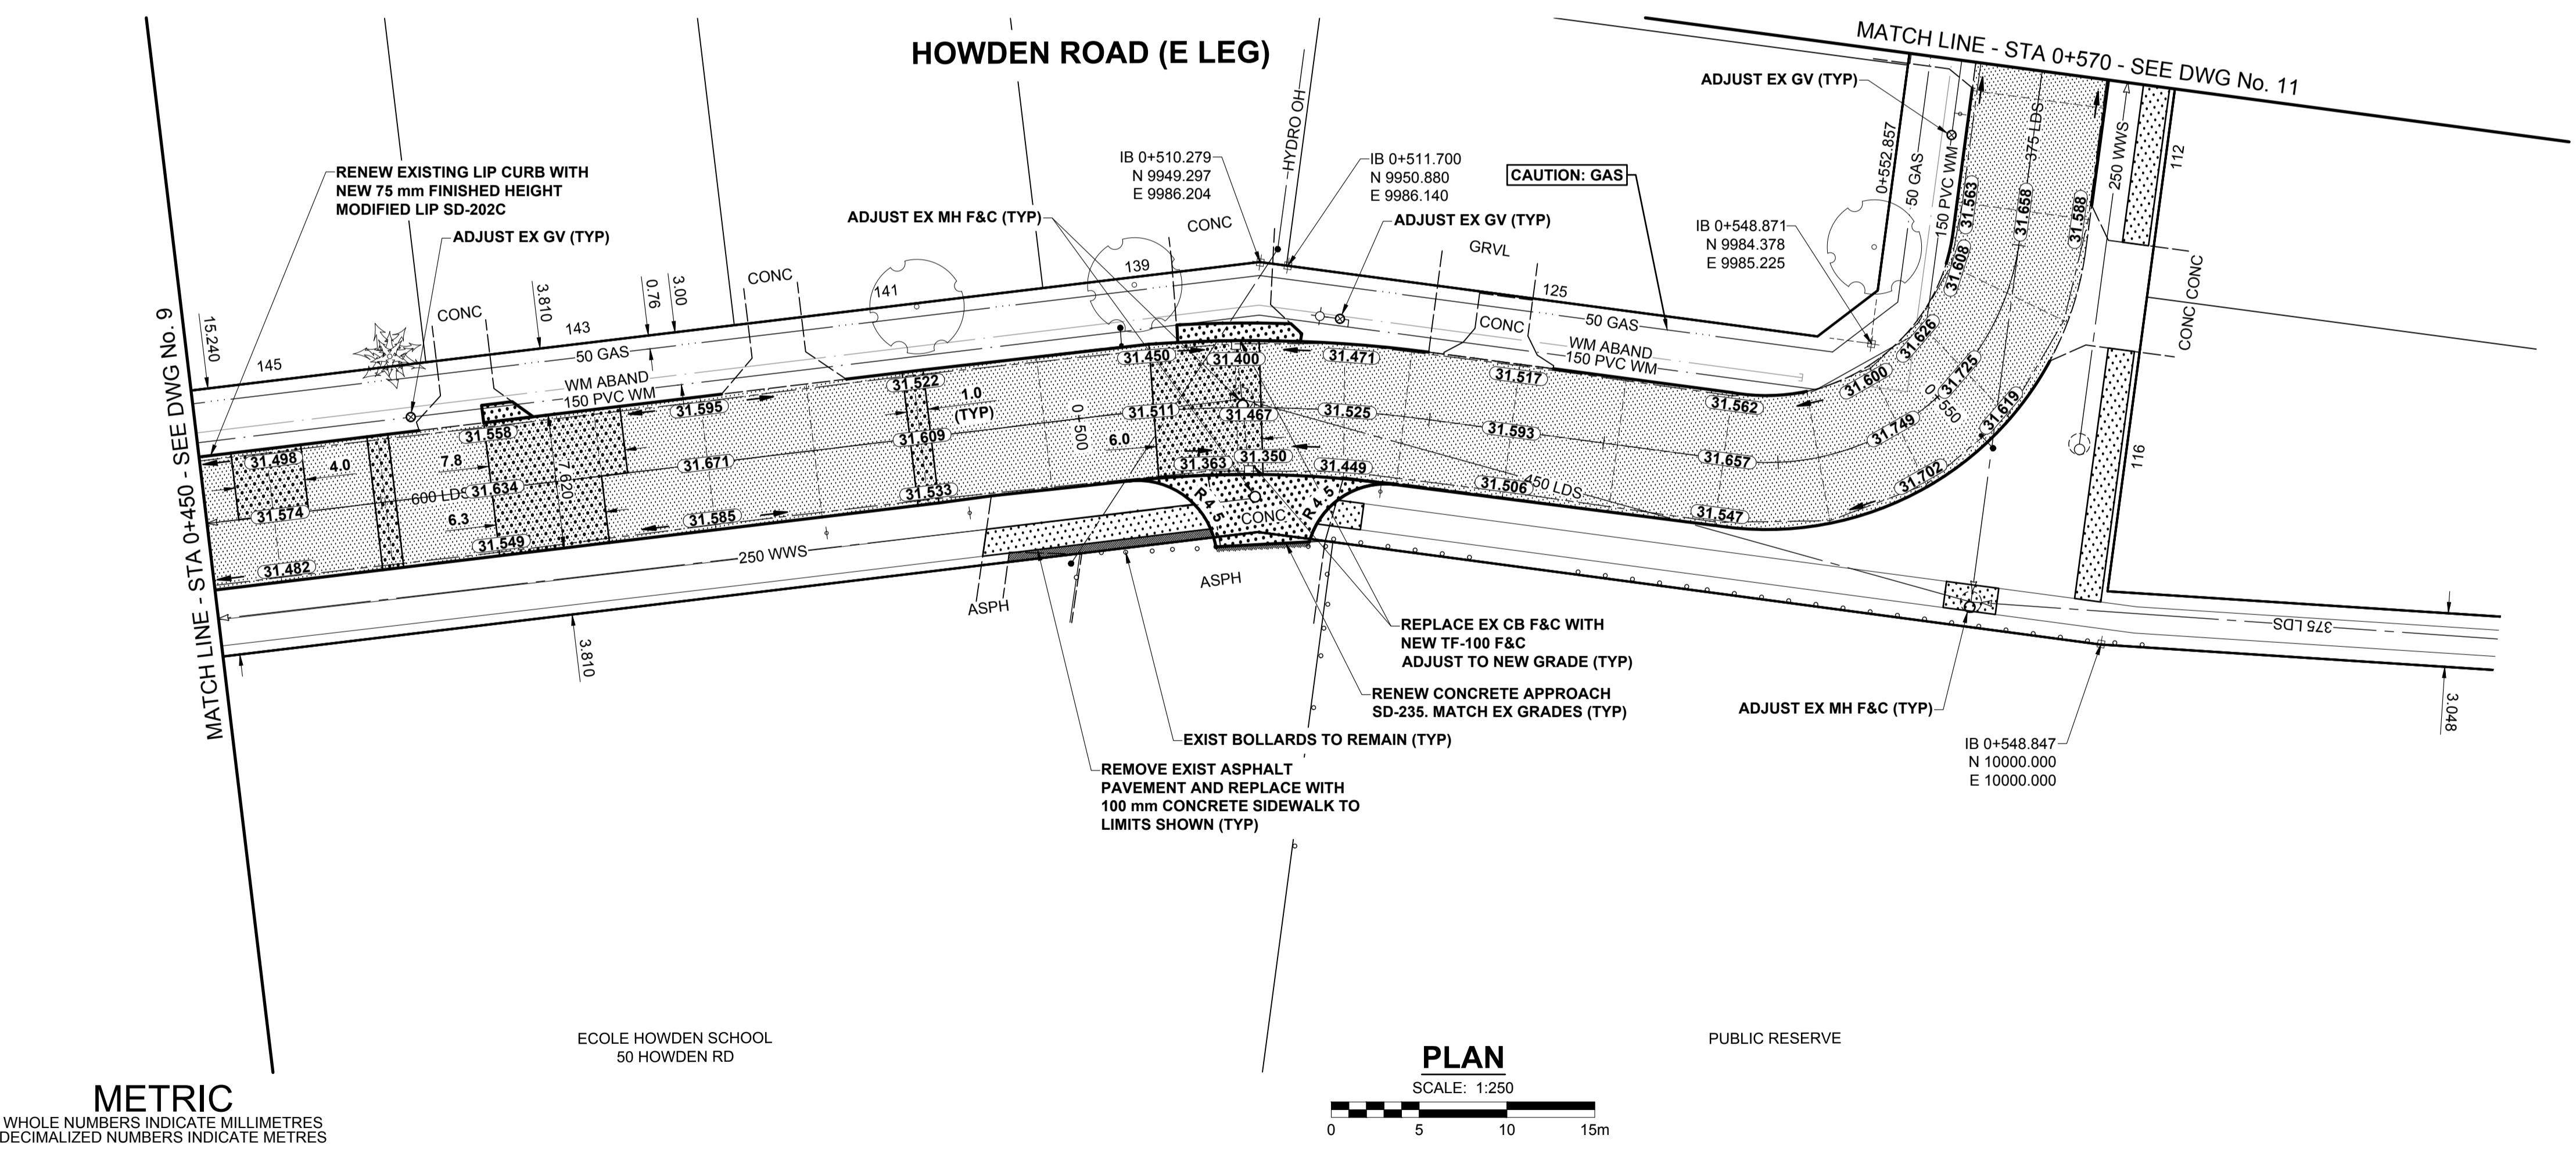 HOWDEN ROAD (E LEG)
MATCH LINE - STA 0+570 - SEE DWG No. 11
ADJUST EX GV (TYP)
HYDRO OH
IB 0+510.279
N 9949.297
E 9986.204
IB 0+511.700
N 9950.880
E 9986.140
CAUTION: GAS
0+552.857
50 GAS
150 PVC WM
375 LDS
250 WWS
112
RENEW EXISTING LIP CURB WITH
NEW 75 mm FINISHED HEIGHT
MODIFIED LIP SD-202C
ADJUST EX GV (TYP)
ADJUST EX MH F&C (TYP)
ADJUST EX GV (TYP)
IB 0+548.871
N 9984.378
E 9985.225
CONC
GRVL
31.563
31.658
31.588
31.608
CONC
CONC
139
141
125
CONC
CONC
3.810
0.76
3.00
143
15.240
145
50 GAS
WM ABAND
150 PVC WM
CONC
50 GAS
WM ABAND
150 PVC WM
31.626
31.725
31.600
0+550
31.619
31.749
31.702
MATCH LINE - STA 0+450 - SEE DWG No. 9
31.450
31.400
31.471
31.517
31.562
31.522
1.0
(TYP)
31.595
31.558
31.498
4.0
7.8
7.620
31.671
31.609
0+500
6.0
31.511
31.467
31.525
31.593
31.657
600 LDS
31.634
31.574
6.3
31.549
31.585
31.533
31.482
31.363
31.350
31.449
31.506
450 LDS
31.547
R4.5
R4.5
CONC
250 WWS
116
ASPH
ASPH
3.810
375 LDS
3.048
REPLACE EX CB F&C WITH
NEW TF-100 F&C
ADJUST TO NEW GRADE (TYP)
RENEW CONCRETE APPROACH
SD-235. MATCH EX GRADES (TYP)
ADJUST EX MH F&C (TYP)
IB 0+548.847
N 10000.000
E 10000.000
EXIST BOLLARDS TO REMAIN (TYP)
REMOVE EXIST ASPHALT
PAVEMENT AND REPLACE WITH
100 mm CONCRETE SIDEWALK TO
LIMITS SHOWN (TYP)
ECOLE HOWDEN SCHOOL
50 HOWDEN RD
PUBLIC RESERVE
PLAN
SCALE: 1:250
0 5 10 15m
METRIC
WHOLE NUMBERS INDICATE MILLIMETRES
DECIMALIZED NUMBERS INDICATE METRES